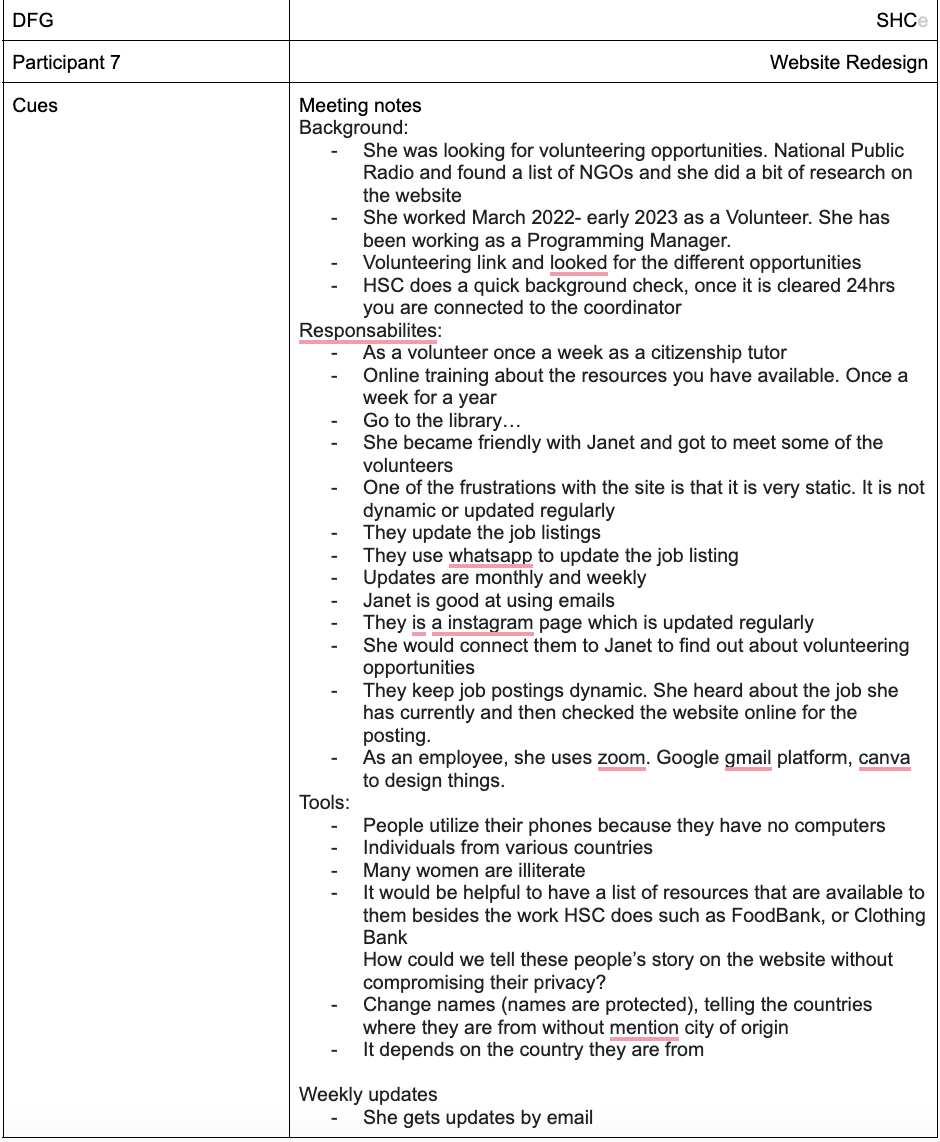 DFG
SHCe
Participant 7
Website Redesign
Cues
Meeting notes
Background:
- She was looking for volunteering opportunities. National Public
Radio and found a list of NGOs and she did a bit of research on
the website
- She worked March 2022- early 2023 as a Volunteer. She has
been working as a Programming Manager.
- Volunteering link and looked for the different opportunities
- HSC does a quick background check, once it is cleared 24hrs
you are connected to the coordinator
Responsabilites:
- As a volunteer once a week as a citizenship tutor
- Online training about the resources you have available. Once a
week for a year
- Go to the library…
- She became friendly with Janet and got to meet some of the
volunteers
- One of the frustrations with the site is that it is very static. It is not
dynamic or updated regularly
- They update the job listings
- They use whatsapp to update the job listing
- Updates are monthly and weekly
- Janet is good at using emails
- They is a instagram page which is updated regularly
- She would connect them to Janet to find out about volunteering
opportunities
- They keep job postings dynamic. She heard about the job she
has currently and then checked the website online for the
posting.
- As an employee, she uses zoom. Google gmail platform, canva
to design things.
Tools:
- People utilize their phones because they have no computers
- Individuals from various countries
- Many women are illiterate
- It would be helpful to have a list of resources that are available to
them besides the work HSC does such as FoodBank, or Clothing
Bank
How could we tell these people’s story on the website without
compromising their privacy?
- Change names (names are protected), telling the countries
where they are from without mention city of origin
- It depends on the country they are from
Weekly updates
- She gets updates by email